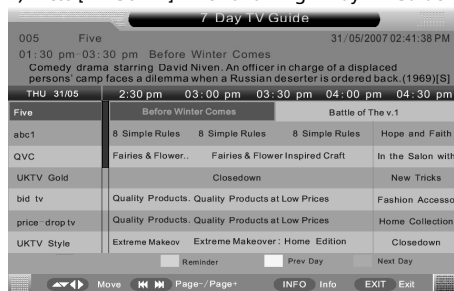 7 Day TV Guide
005 Five 31/05/2007 02:41:38 PM
01:30 pm-03:30 pm Before Winter Comes
Comedy drama starring David Niven. An officer in charge of a displaced
persons' camp faces a dilemma when a Russian deserter is ordered back.(1969)[S]
THU 31/05 2:30 pm 03:00 pm 03:30 pm 04:00 pm 04:30 pm
Five Before Winter Comes Battle of The v.1
abc1 8 Simple Rules 8 Simple Rules 8 Simple Rules Hope and Faith
QVC Fairies & Flower.. Fairies & Flower Inspired Craft In the Salon with
UKTV Gold Closedown New Tricks
bid tv Quality Products. Quality Products at Low Prices Fashion Accesso
price-drop tv Quality Products. Quality Products at Low Prices Home Collection
UKTV Style Extreme Makeov Extreme Makeover: Home Edition Closedown
Reminder Prev Day Next Day
Move Page-/Page+ INFO Info EXIT Exit